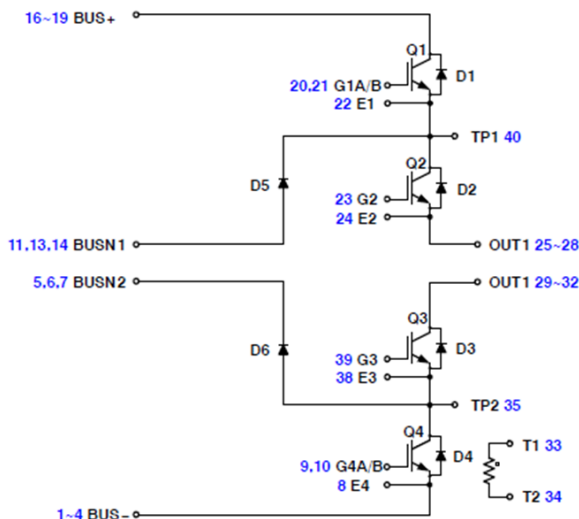 16~19 BUS+
Q1
D1
20,21 G1A/B
22 E1
TP1 40
Q2
D5
D2
23 G2
24 E2
11,13,14 BUSN1
OUT1 25~28
5,6,7 BUSN2
OUT1 29~32
Q3
D6
D3
39 G3
38 E3
TP2 35
Q4
D4
T1 33
9,10 G4A/B
8 E4
T2 34
1~4 BUS-